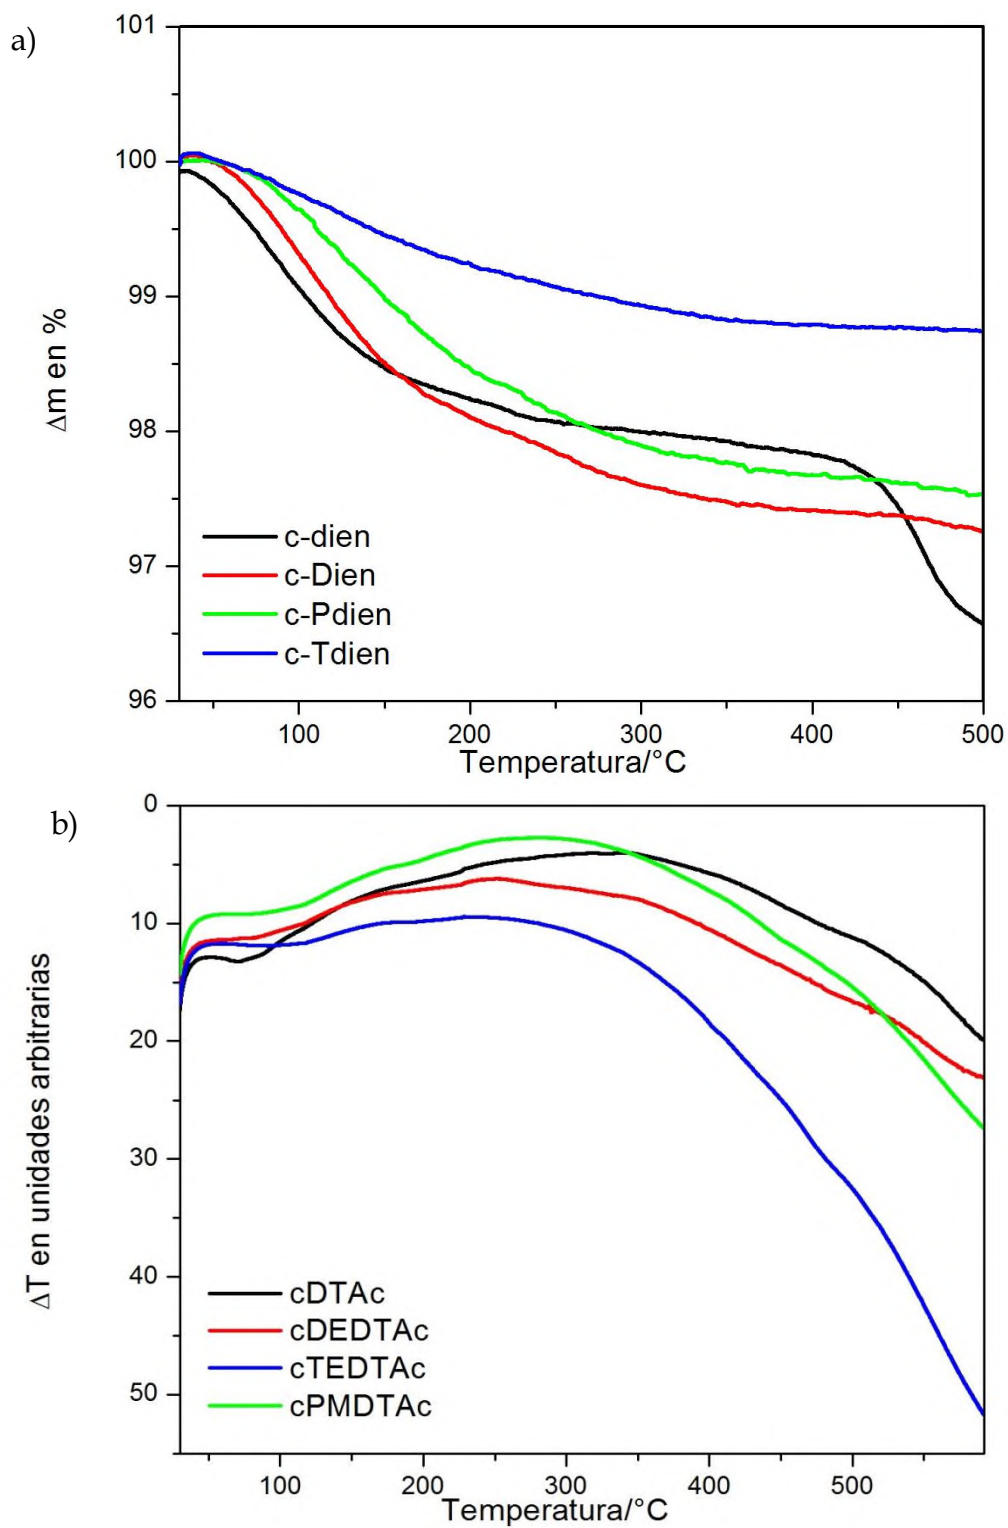 a)
101
100
99
98
97
96
Δm en %
c-dien
c-Dien
c-Pdien
c-Tdien
100 200 300 400 500
Temperatura/°C
b)
0
10
20
30
40
50
ΔT en unidades arbitrarias
cDTAc
cDEDTAc
cTEDTAc
cPMDTAc
100 200 300 400 500
Temperatura/°C